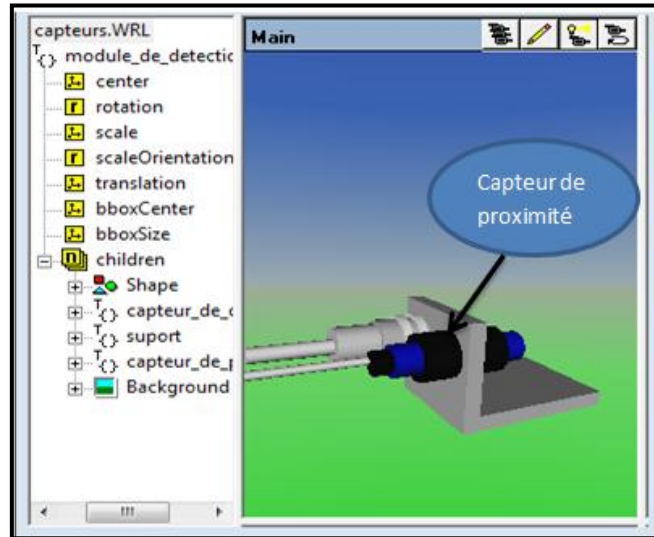 capteurs.WRL
module_de_detectic
center
rotation
scale
scaleOrientation
translation
bboxCenter
bboxSize
children
Shape
capteur_de_c
suport
capteur_de_p
Background
Main
Capteur de
proximité